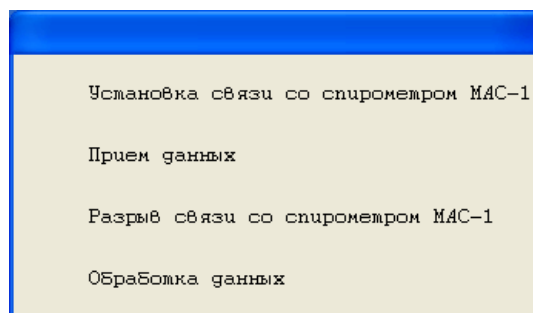 Установка связи со спирометром МАС-1
Прием данных
Разрыв связи со спирометром МАС-1
Обработка данных